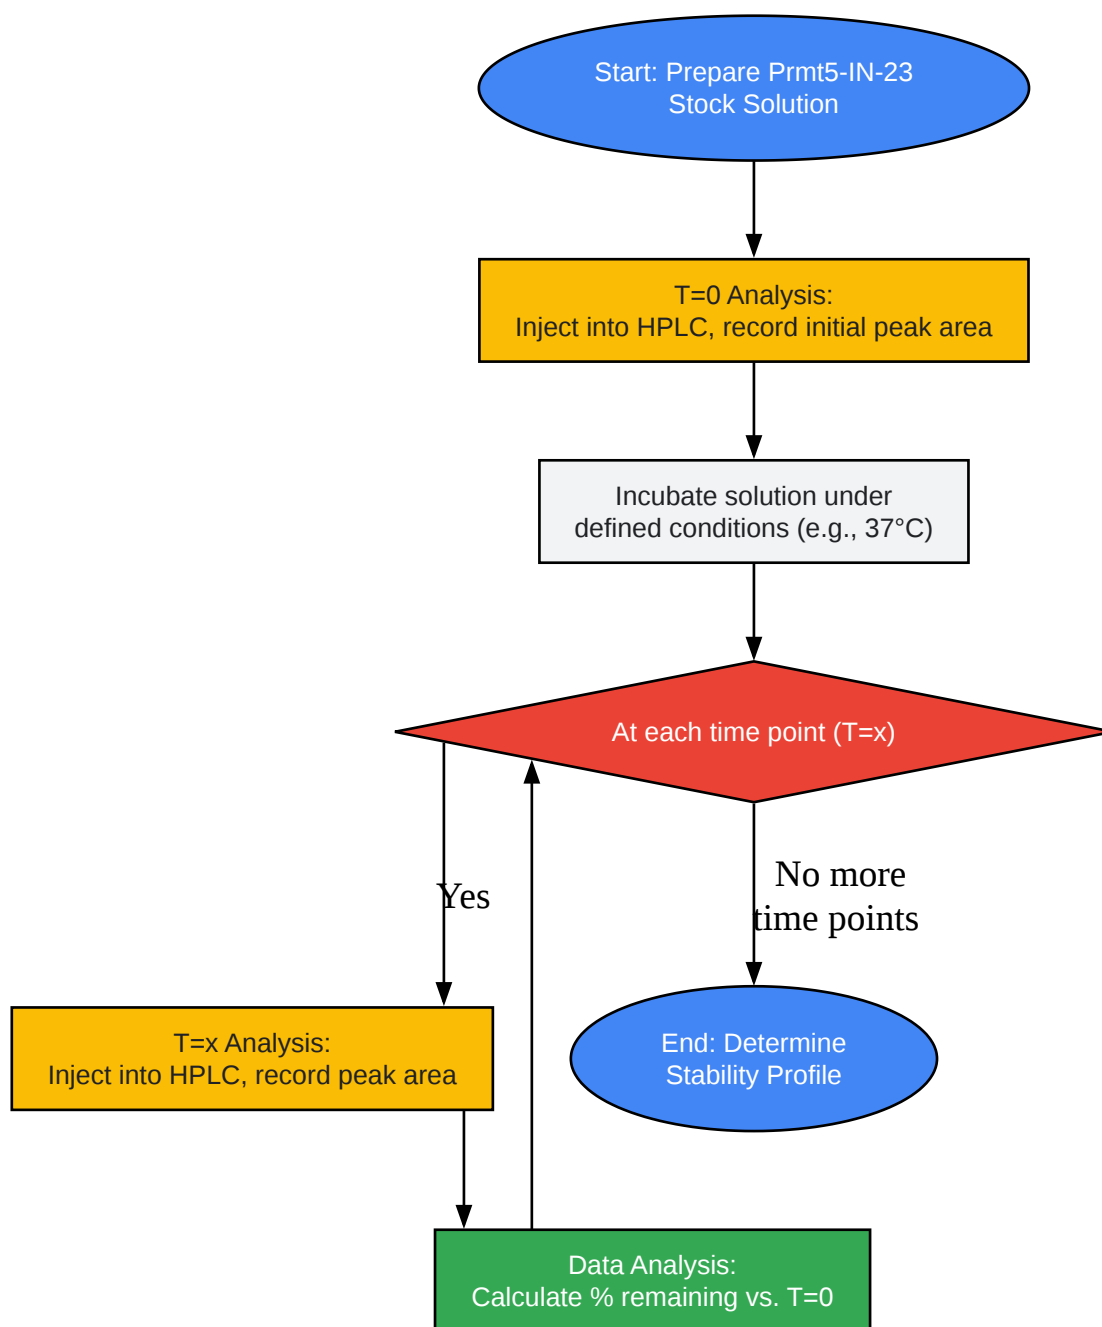 Start: Prepare Prmt5-IN-23
Stock Solution
T=0 Analysis:
Inject into HPLC, record initial peak area
Incubate solution under
defined conditions (e.g., 37°C)
At each time point (T=x)
Yes
No more
time points
T=x Analysis:
Inject into HPLC, record peak area
End: Determine
Stability Profile
Data Analysis:
Calculate % remaining vs. T=0